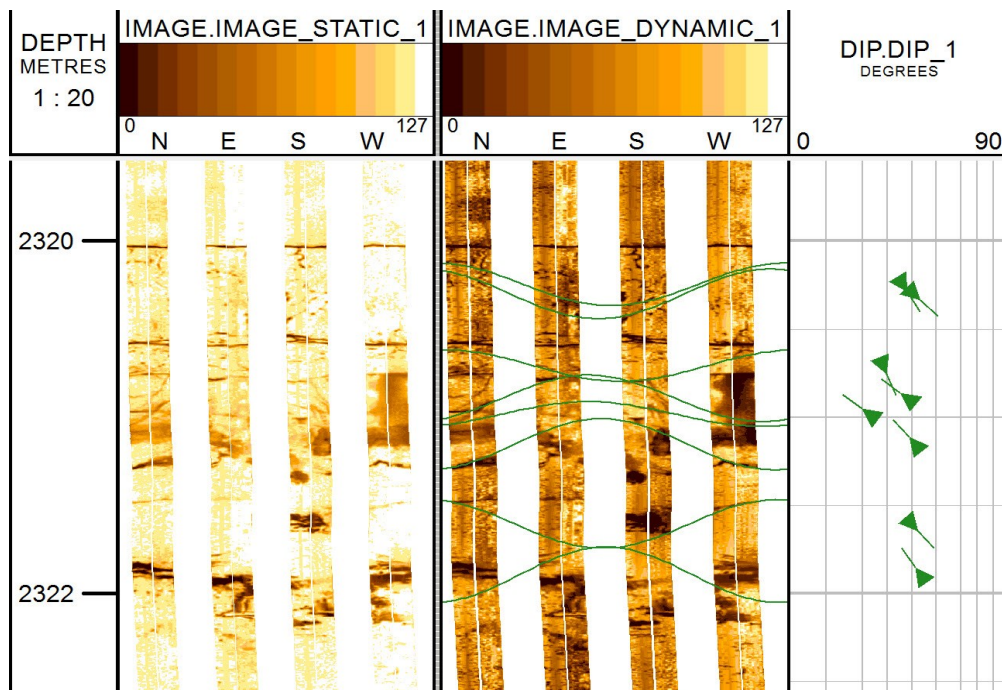 DEPTH
METRES
1 : 20
IMAGE.IMAGE_STATIC_1
0 127
N E S W
IMAGE.IMAGE_DYNAMIC_1
0 127
N E S W
DIP.DIP_1
DEGREES
0 90
2320
2322